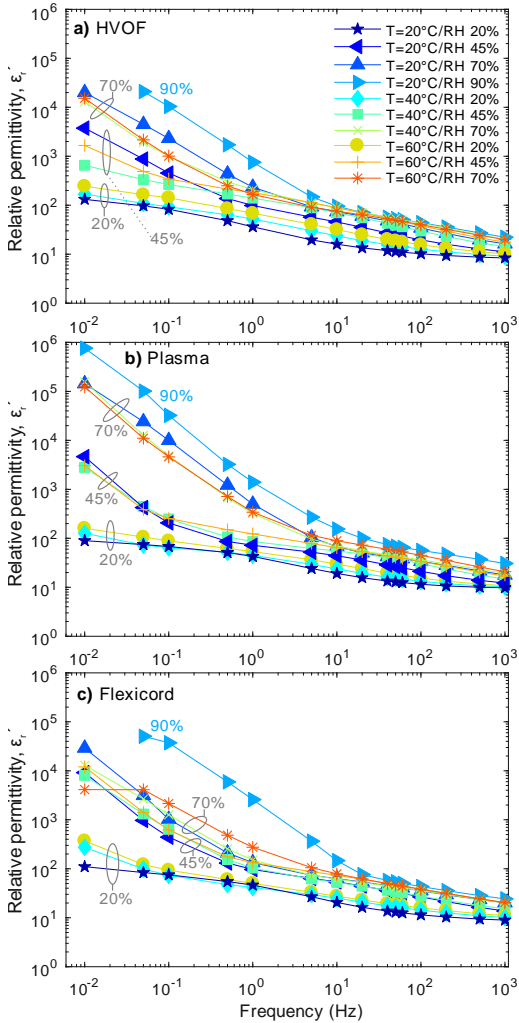 a) HVOF
T=20°C/RH 20%
T=20°C/RH 45%
T=20°C/RH 70%
T=20°C/RH 90%
T=40°C/RH 20%
T=40°C/RH 45%
T=40°C/RH 70%
T=60°C/RH 20%
T=60°C/RH 45%
T=60°C/RH 70%
70%
90%
20%
45%
Relative permittivity, εr´
10^6
10^5
10^4
10^3
10^2
10^1
10^0
10^-2 10^-1 10^0 10^1 10^2 10^3
b) Plasma
90%
70%
45%
20%
Relative permittivity, εr´
10^6
10^5
10^4
10^3
10^2
10^1
10^0
10^-2 10^-1 10^0 10^1 10^2 10^3
c) Flexicord
90%
70%
45%
20%
Relative permittivity, εr´
10^6
10^5
10^4
10^3
10^2
10^1
10^0
10^-2 10^-1 10^0 10^1 10^2 10^3
Frequency (Hz)